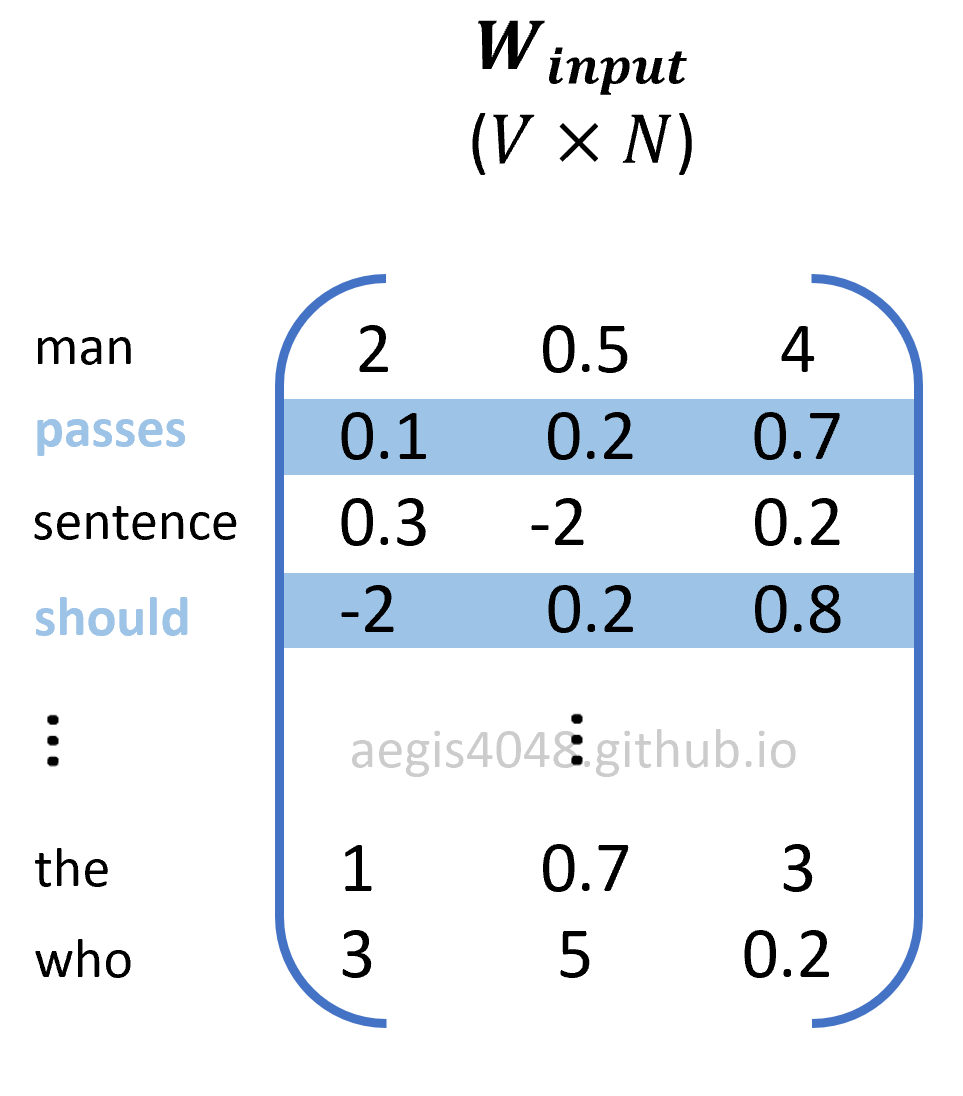 W input
(V × N)
man 2 0.5 4
passes 0.1 0.2 0.7
sentence 0.3 -2 0.2
should -2 0.2 0.8
⋮ ⋮
aegis4048.github.io
the 1 0.7 3
who 3 5 0.2